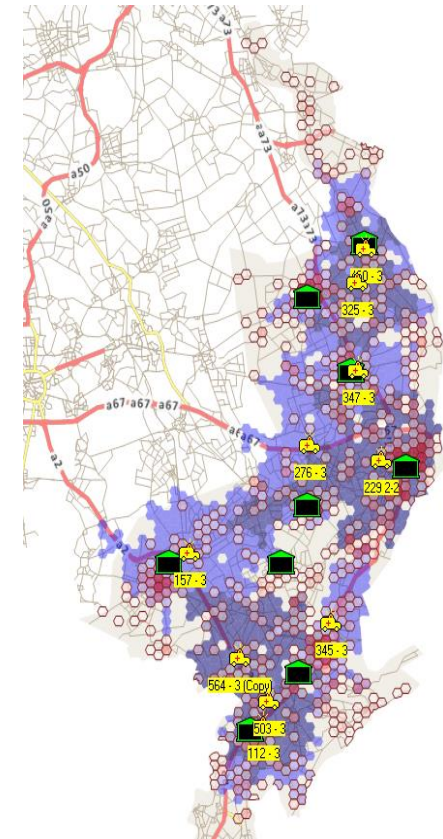 a73
a73
a50
a50
a73
460 - 3
325 - 3
347 - 3
a67 a67 a67
a67
276 - 3
229 2-2
a2
157 - 3
345 - 3
564 - 3 (Copy)
503 - 3
112 - 3